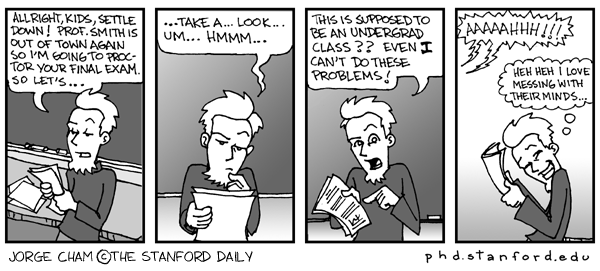 ALLRIGHT, KIDS, SETTLE
DOWN! PROF. SMITH IS
OUT OF TOWN AGAIN
SO I'M GOING TO PROC-
TOR YOUR FINAL EXAM.
SO LET'S...
...TAKE A... LOOK...
UM... HMMM...
THIS IS SUPPOSED TO
BE AN UNDERGRAD
CLASS?? EVEN I
CAN'T DO THESE
PROBLEMS!
AAAAAHHH!!!
HEH HEH I LOVE
MESSING WITH
THEIR MINDS...
JORGE CHAM ©THE STANFORD DAILY
phd.stanford.edu